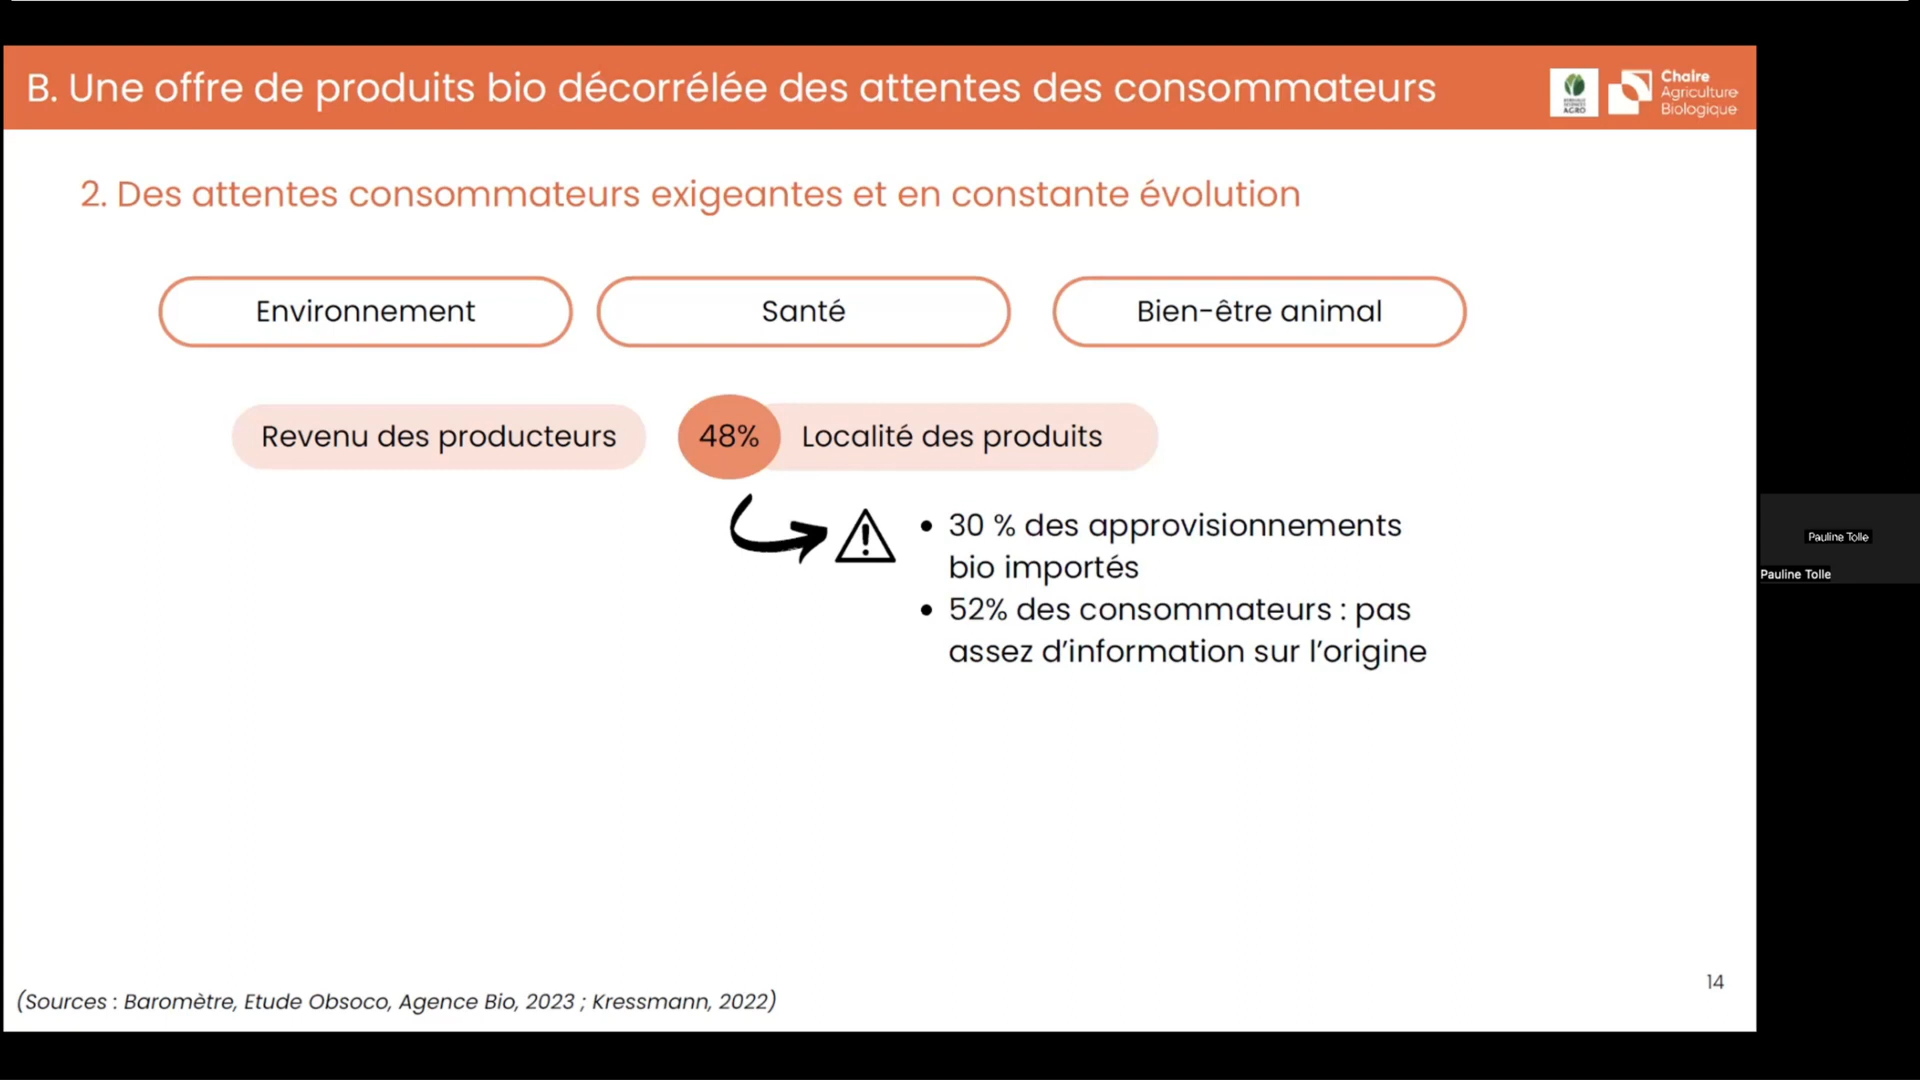 B. Une offre de produits bio décorrélée des attentes des consommateurs
Chaire
Agriculture
Biologique
AGRO
2. Des attentes consommateurs exigeantes et en constante évolution
Environnement
Santé
Bien-être animal
Revenu des producteurs
48%
Localité des produits
• 30 % des approvisionnements
bio importés
• 52% des consommateurs : pas
assez d'information sur l'origine
Pauline Tolle
Pauline Tolle
14
(Sources : Baromètre, Etude Obsoco, Agence Bio, 2023 ; Kressmann, 2022)